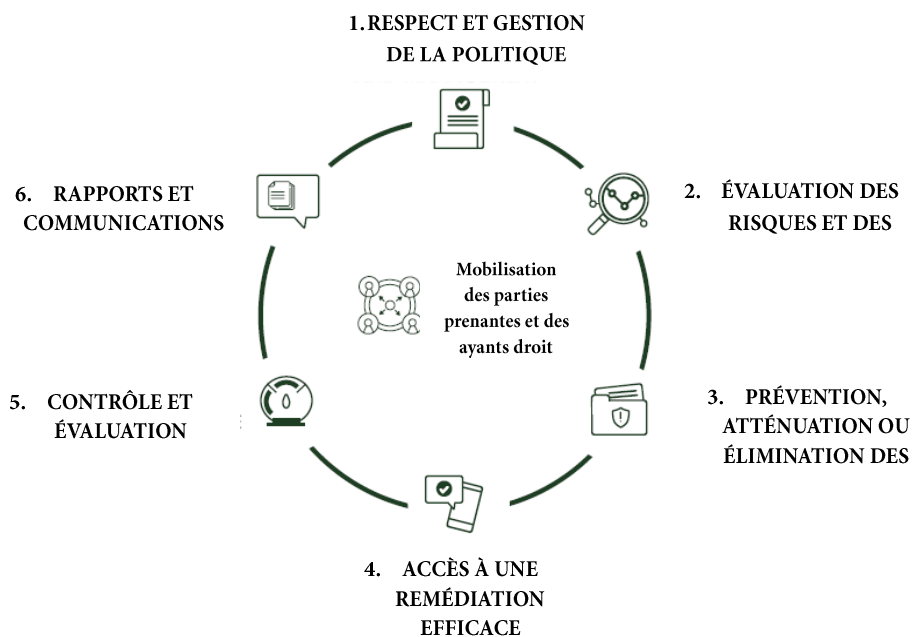 1. RESPECT ET GESTION
DE LA POLITIQUE
2. ÉVALUATION DES
RISQUES ET DES
3. PRÉVENTION,
ATTÉNUATION OU
ÉLIMINATION DES
4. ACCÈS À UNE
REMÉDIATION
EFFICACE
5. CONTRÔLE ET
ÉVALUATION
6. RAPPORTS ET
COMMUNICATIONS
Mobilisation
des parties
prenantes et des
ayants droit